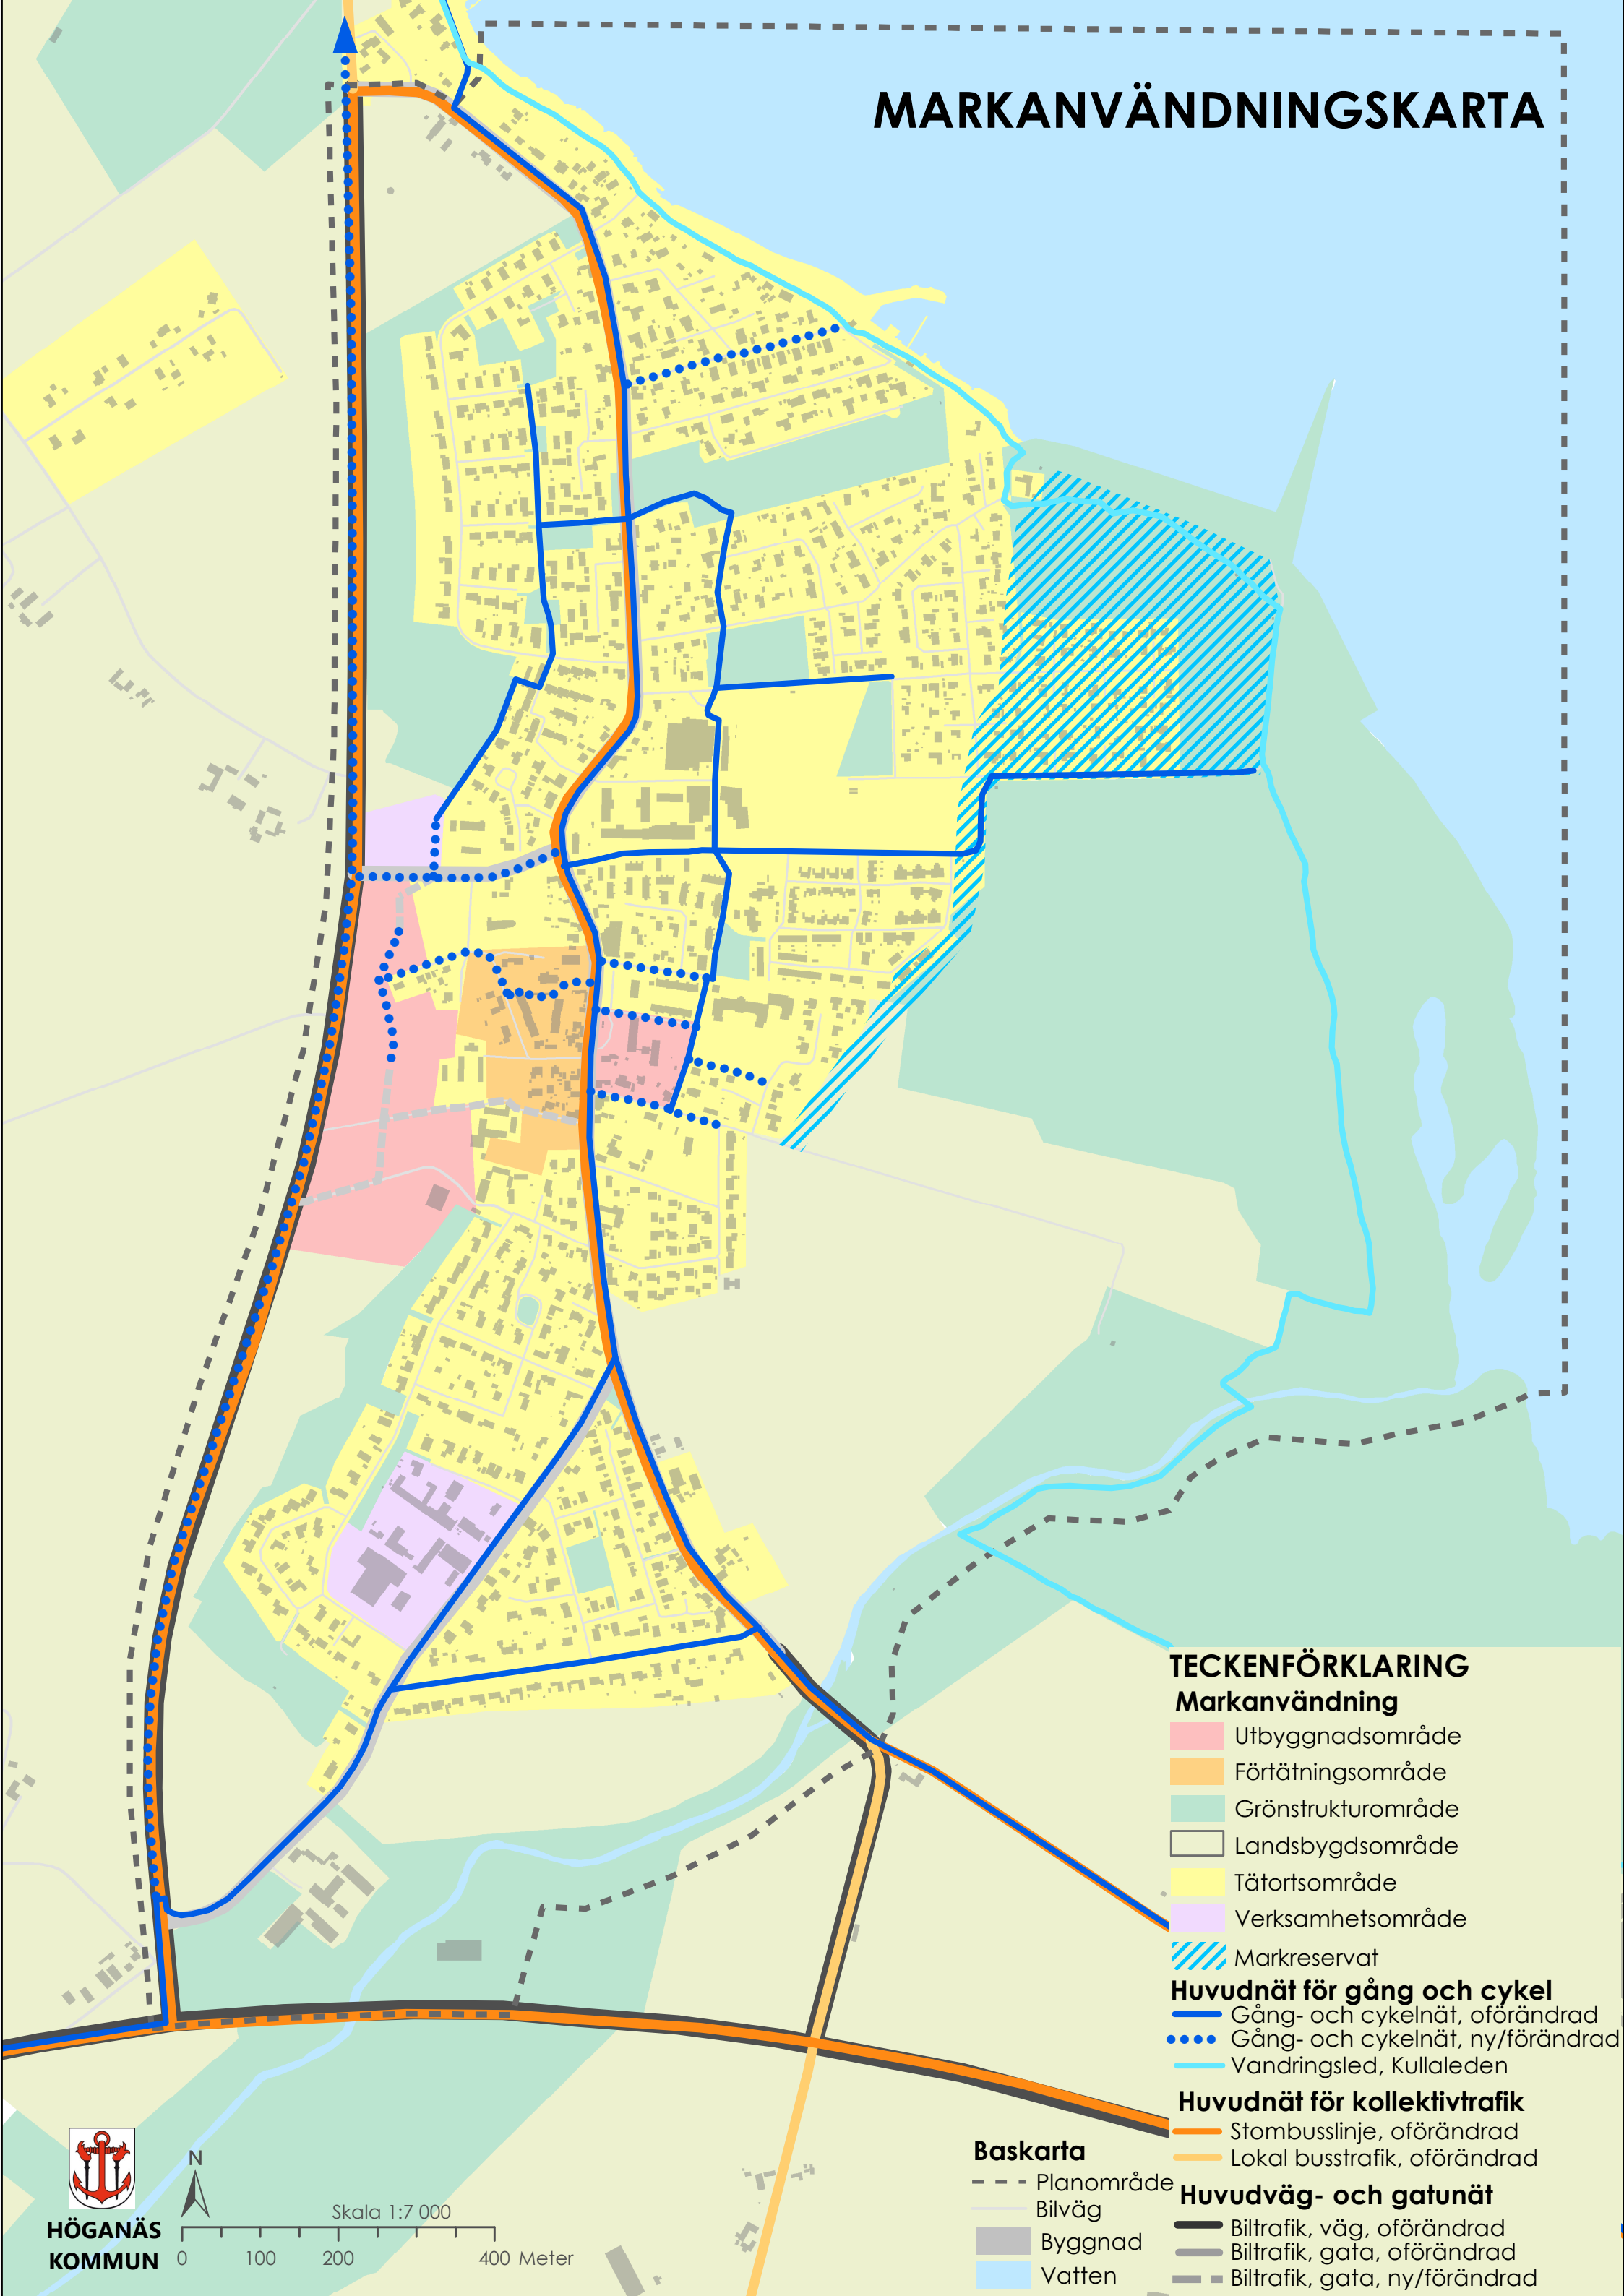 MARKANVÄNDNINGSKARTA
TECKENFÖRKLARING
Markanvändning
Utbyggnadsområde
Förtätningsområde
Grönstrukturområde
Landsbygdsområde
Tätortsområde
Verksamhetsområde
Markreservat
Huvudnät för gång och cykel
Gång- och cykelnät, oförändrad
Gång- och cykelnät, ny/förändrad
Vandringsled, Kullaleden
Huvudnät för kollektivtrafik
Stombusslinje, oförändrad
Lokal busstrafik, oförändrad
Huvudväg- och gatunät
Biltrafik, väg, oförändrad
Biltrafik, gata, oförändrad
Biltrafik, gata, ny/förändrad
Baskarta
Planområde
Bilväg
Byggnad
Vatten
HÖGANÄS
KOMMUN
N
Skala 1:7 000
0 100 200 400 Meter